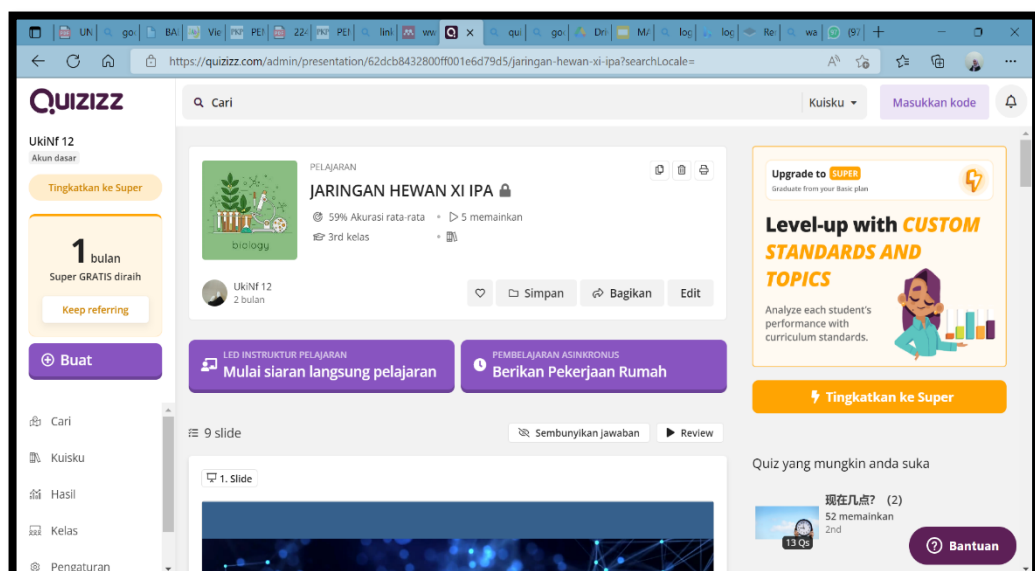 UN
go
BA
Vie
PEI
224
PEI
linl
ww
qui
go
Dri
M/
log
log
Re
wa
(97)
https://quizizz.com/admin/presentation/62dcb8432800ff001e6d79d5/jaringan-hewan-xi-ipa?searchLocale=
QUIZIZZ
Cari
Kuisku
Masukkan kode
UkiNf 12
Akun dasar
Tingkatkan ke Super
1 bulan
Super GRATIS diraih
Keep referring
Buat
Cari
Kuisku
Hasil
Kelas
Pengaturan
biology
PELAJARAN
JARINGAN HEWAN XI IPA
59% Akurasi rata-rata • 5 memainkan
3rd kelas •
UkiNf 12
2 bulan
Simpan
Bagikan
Edit
LED INSTRUKTUR PELAJARAN
Mulai siaran langsung pelajaran
PEMBELAJARAN ASINKRONUS
Berikan Pekerjaan Rumah
9 slide
Sembunyikan jawaban
Review
1. Slide
Upgrade to SUPER
Graduate from your Basic plan
Level-up with CUSTOM
STANDARDS AND
TOPICS
Analyze each student's
performance with
curriculum standards.
Tingkatkan ke Super
Quiz yang mungkin anda suka
现在几点? (2)
52 memainkan
2nd
13 Qs
Bantuan